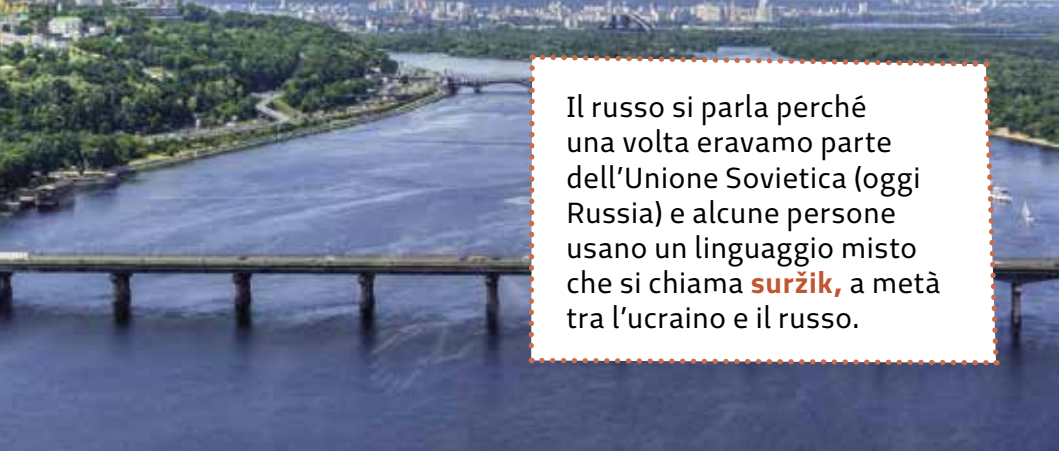 Il russo si parla perché
una volta eravamo parte
dell'Unione Sovietica (oggi
Russia) e alcune persone
usano un linguaggio misto
che si chiama suržik, a metà
tra l'ucraino e il russo.